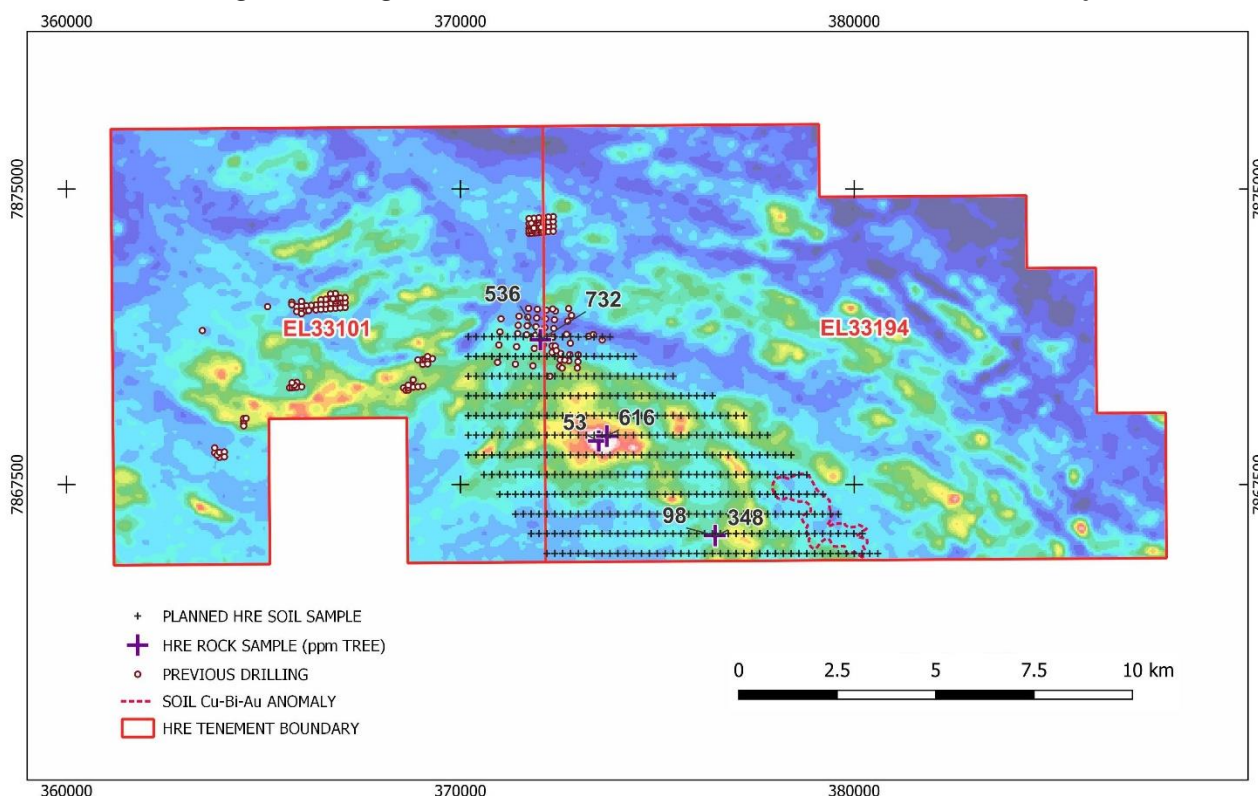 360000 370000 380000
7875000 7875000
536 732
EL33101 EL33194
53 616
7867500 7867500
98 348
PLANNED HRE SOIL SAMPLE
HRE ROCK SAMPLE (ppm TREE)
PREVIOUS DRILLING
SOIL Cu-Bi-Au ANOMALY
HRE TENEMENT BOUNDARY
0 2.5 5 7.5 10 km
360000 370000 380000